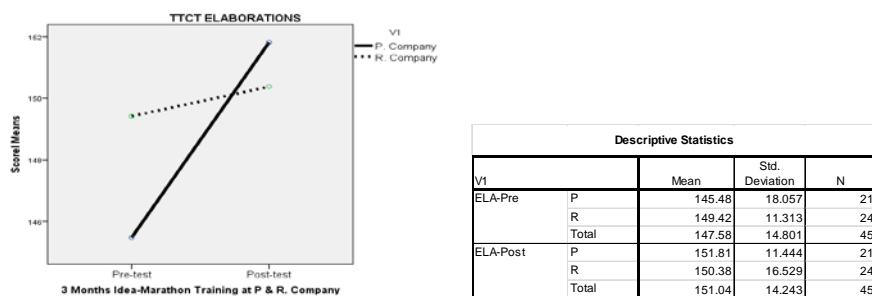 TTCT ELABORATIONS
V1
P. Company
R. Company
152
150
148
146
Scorel Means
Pre-test Post-test
3 Months Idea-Marathon Training at P & R. Company
Descriptive Statistics
V1 Mean Std. Deviation N
ELA-Pre P 145.48 18.057 21
R 149.42 11.313 24
Total 147.58 14.801 45
ELA-Post P 151.81 11.444 21
R 150.38 16.529 24
Total 151.04 14.243 45